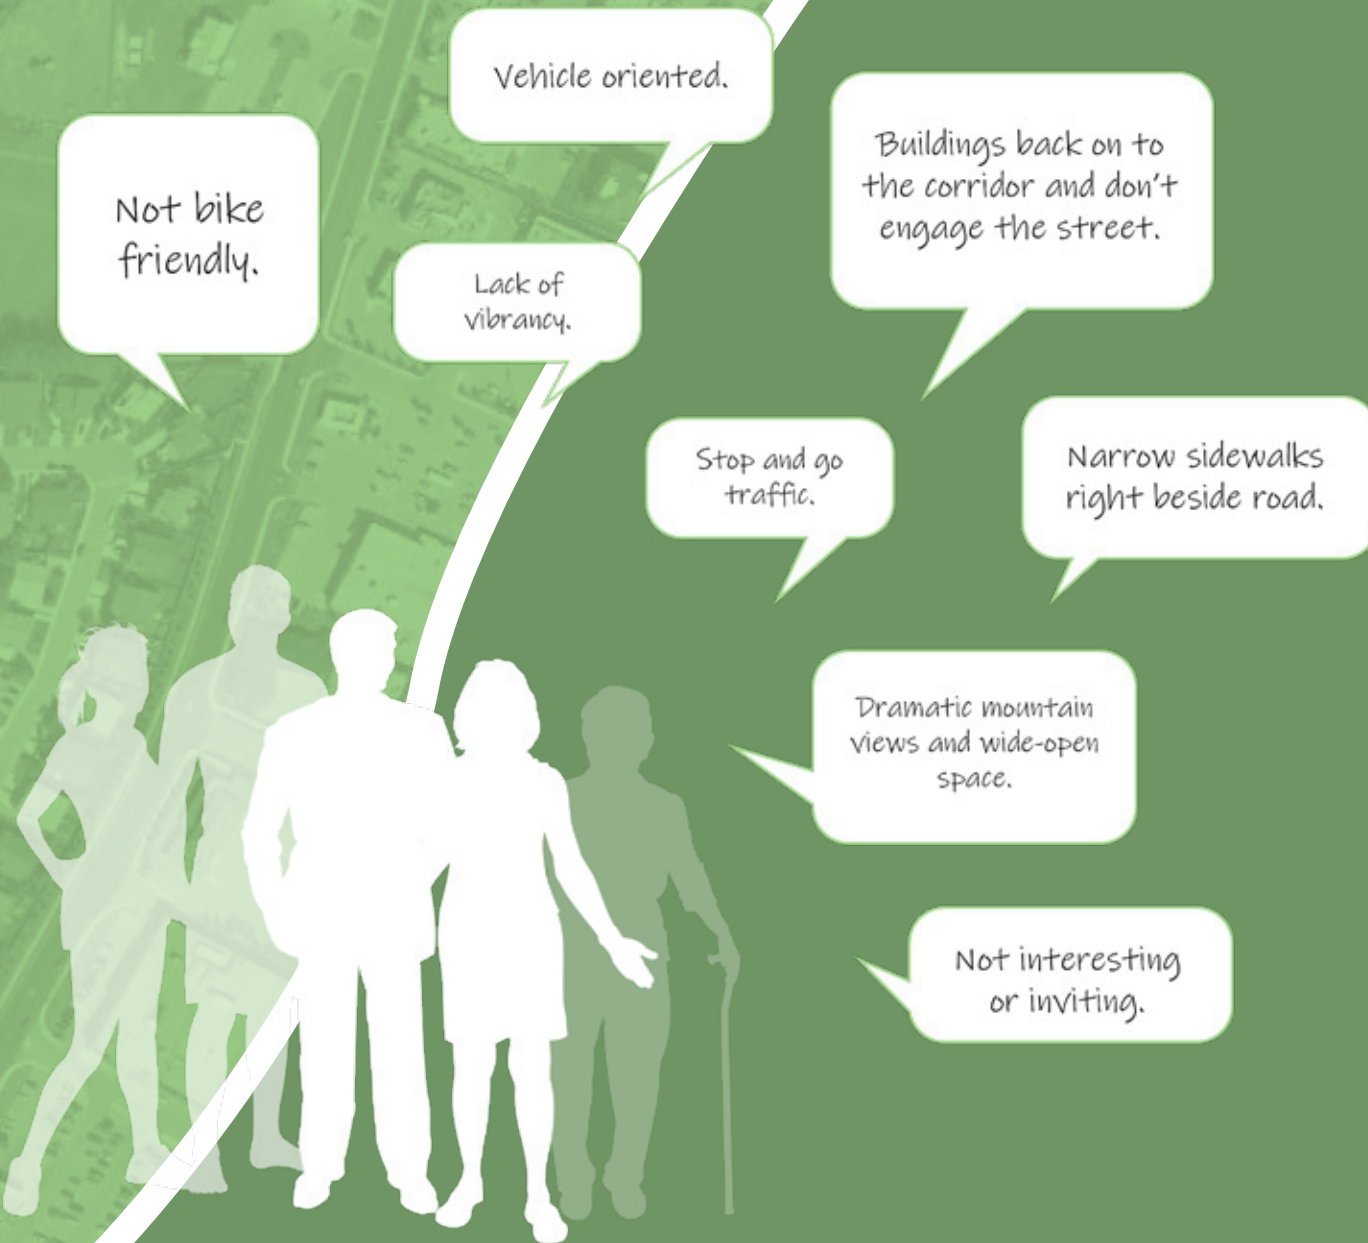 Vehicle oriented.
Not bike
friendly.
Buildings back on to
the corridor and don't
engage the street.
Lack of
vibrancy.
Stop and go
traffic.
Narrow sidewalks
right beside road.
Dramatic mountain
views and wide-open
space.
Not interesting
or inviting.